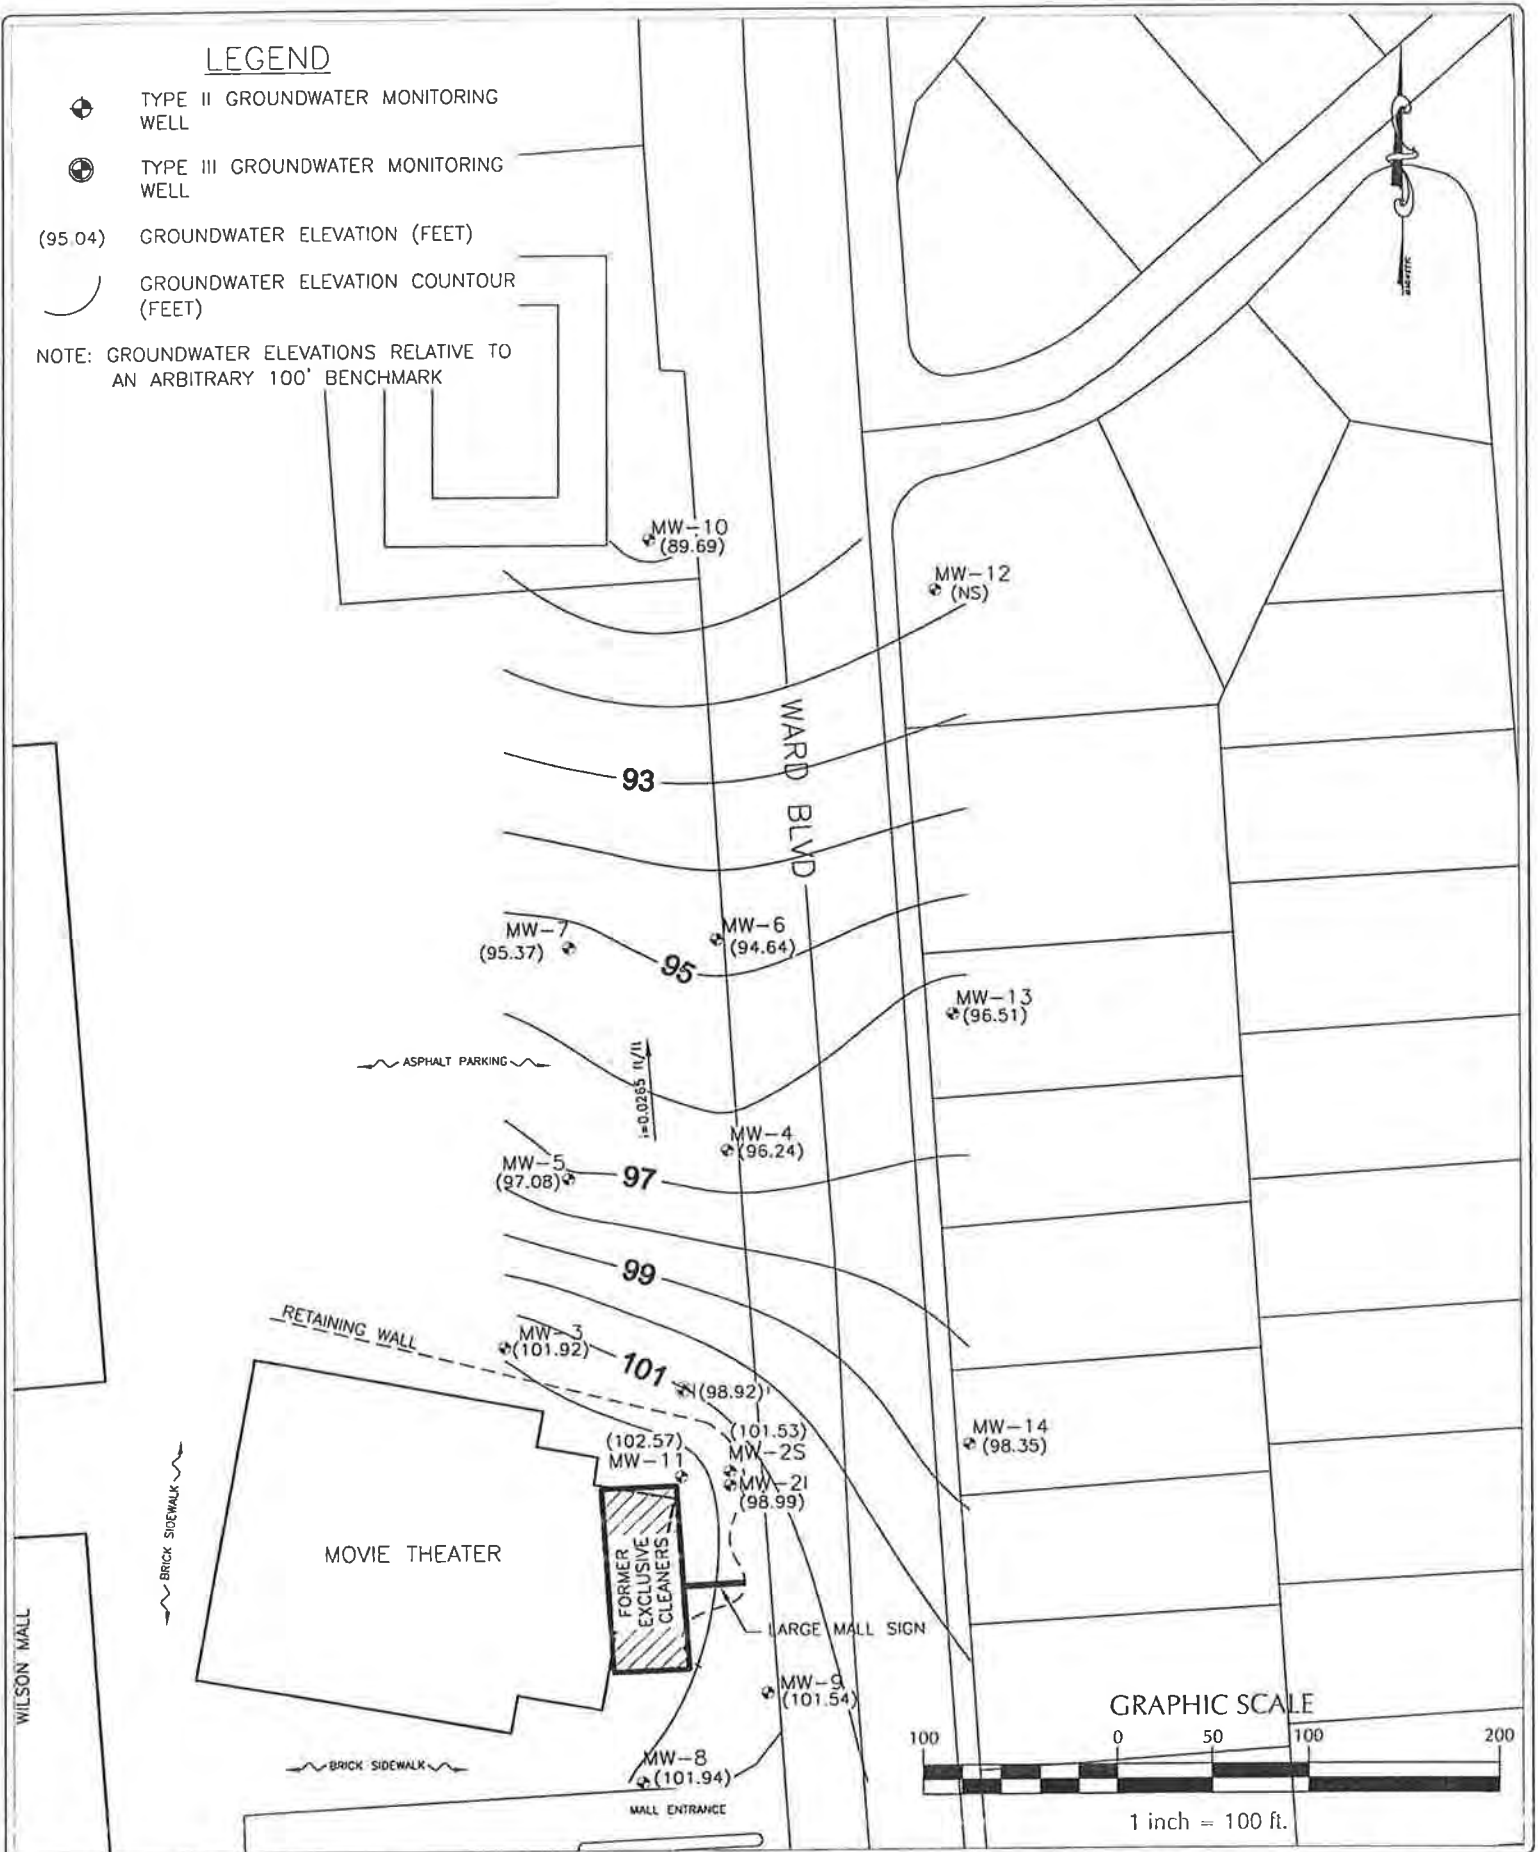 LEGEND
TYPE II GROUNDWATER MONITORING
WELL
TYPE III GROUNDWATER MONITORING
WELL
(95.04) GROUNDWATER ELEVATION (FEET)
GROUNDWATER ELEVATION COUNTOUR
(FEET)
NOTE: GROUNDWATER ELEVATIONS RELATIVE TO
AN ARBITRARY 100' BENCHMARK
MAGNETIC
MW-10
(89.69)
MW-12
(NS)
WARD BLVD
93
MW-7
(95.37)
MW-6
(94.64)
95
MW-13
(96.51)
ASPHALT PARKING
i=0.0265 ft/ft
MW-4
(96.24)
MW-5
(97.08)
97
99
RETAINING WALL
MW-3
(101.92)
101
(98.92)
(101.53)
MW-2S
(102.57)
MW-11
MW-2I
(98.99)
MW-14
(98.35)
BRICK SIDEWALK
MOVIE THEATER
FORMER
EXCLUSIVE
CLEANERS
LARGE MALL SIGN
WILSON MALL
MW-9
(101.54)
BRICK SIDEWALK
MW-8
(101.94)
MALL ENTRANCE
GRAPHIC SCALE
100 0 50 100 200
1 inch = 100 ft.